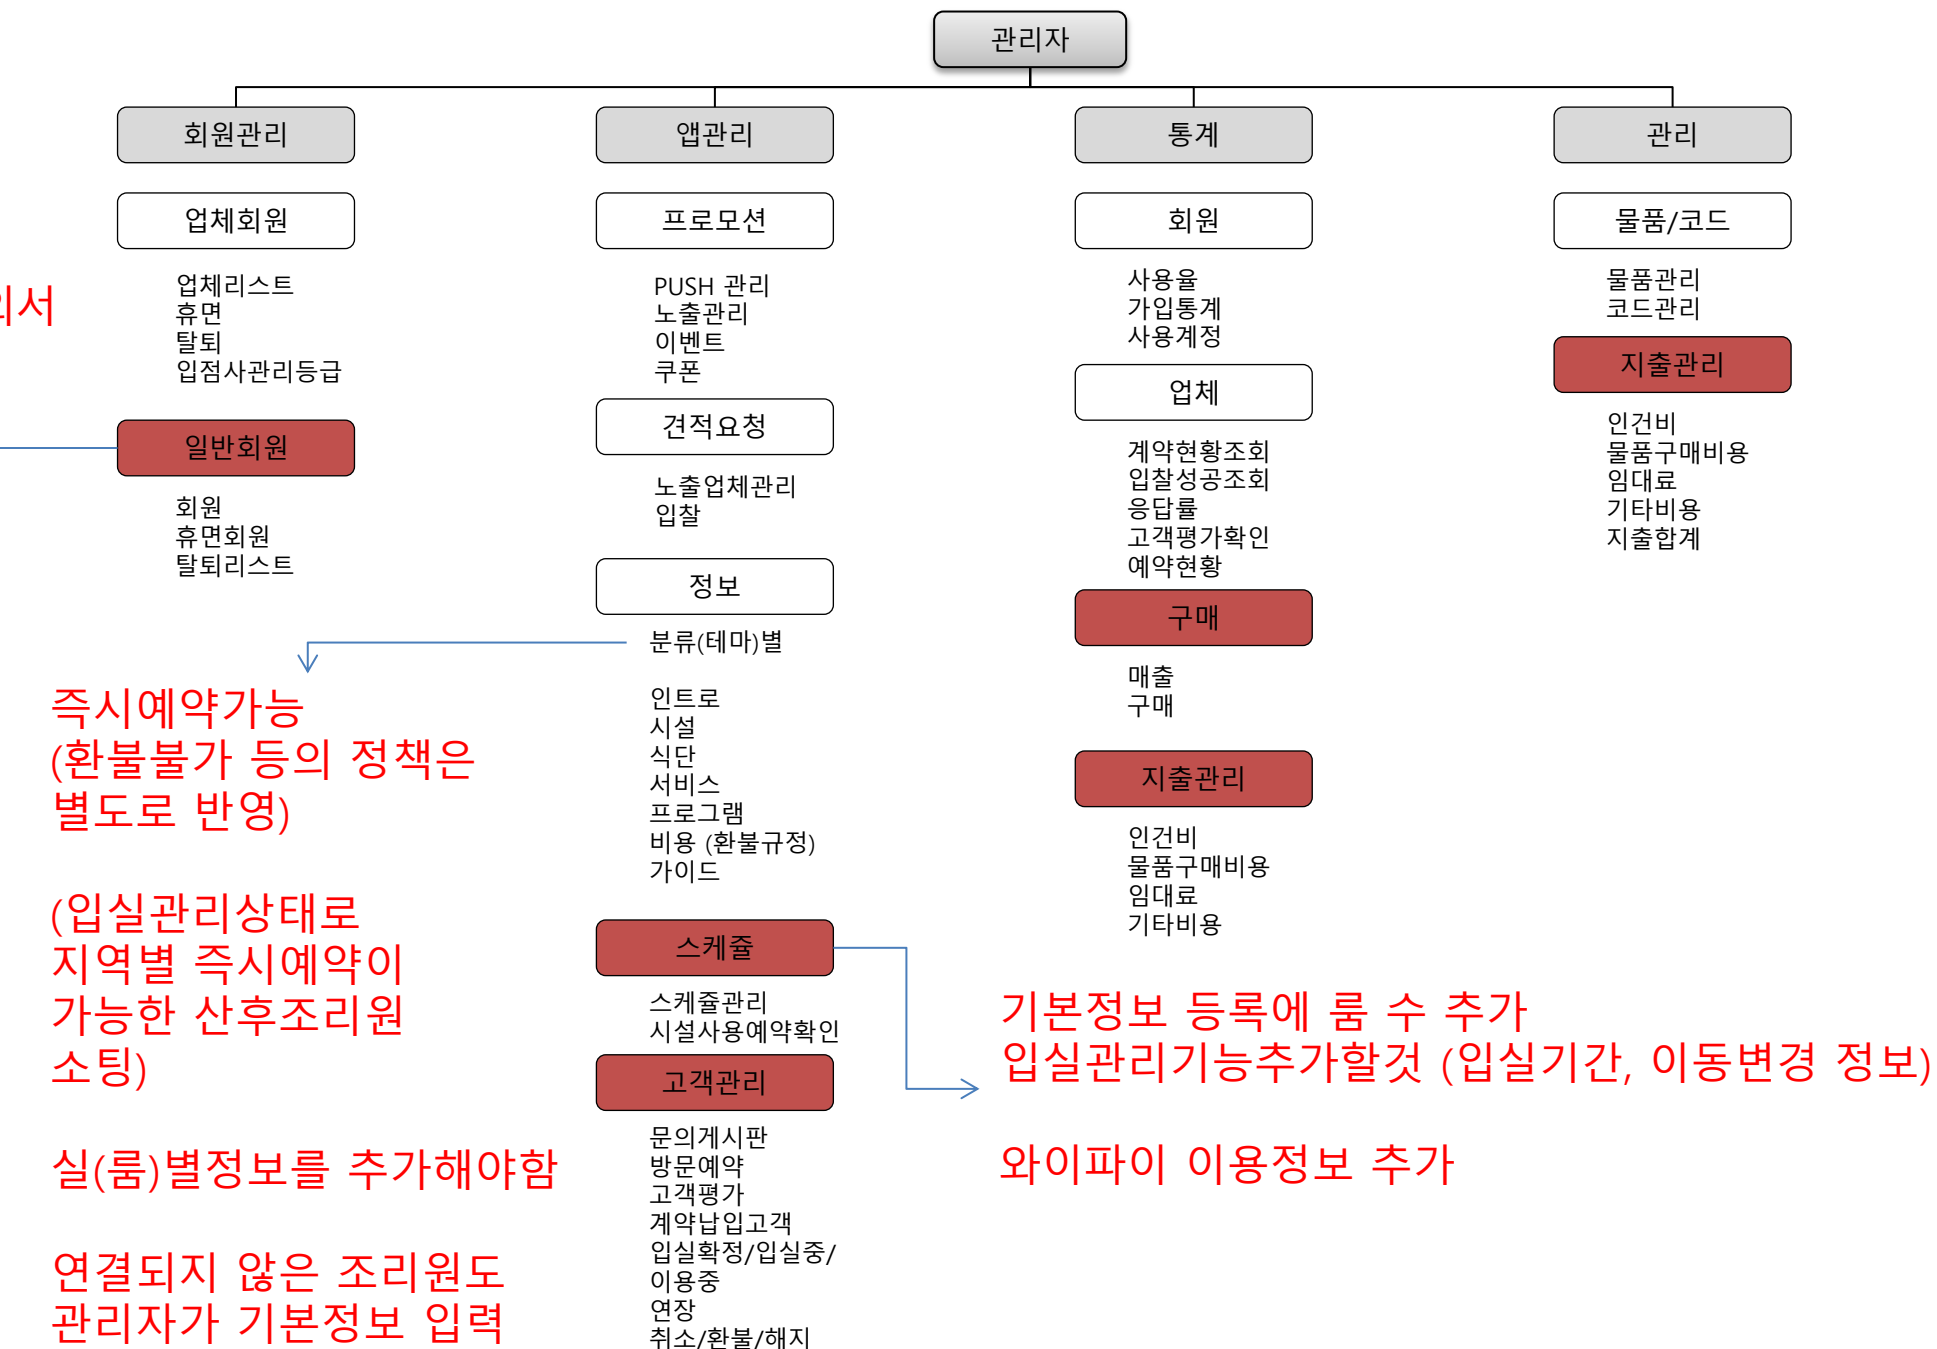 관리자
회원관리
업체회원
업체리스트
휴면
탈퇴
입점사관리등급
일반회원
회원
휴면회원
탈퇴리스트
앱관리
프로모션
PUSH 관리
노출관리
이벤트
쿠폰
견적요청
노출업체관리
입찰
정보
분류(테마)별
인트로
시설
식단
서비스
프로그램
비용 (환불규정)
가이드
스케쥴
스케쥴관리
시설사용예약확인
고객관리
문의게시판
방문예약
고객평가
계약납입고객
입실확정/입실중/
이용중
연장
취소/환불/해지
통계
회원
사용율
가입통계
사용계정
업체
계약현황조회
입찰성공조회
응답률
고객평가확인
예약현황
구매
매출
구매
지출관리
인건비
물품구매비용
임대료
기타비용
관리
물품/코드
물품관리
코드관리
지출관리
인건비
물품구매비용
임대료
기타비용
지출합계
즉시예약가능
(환불불가 등의 정책은
별도로 반영)
(입실관리상태로
지역별 즉시예약이
가능한 산후조리원
소팅)
실(룸)별정보를 추가해야함
연결되지 않은 조리원도
관리자가 기본정보 입력
기본정보 등록에 룸 수 추가
입실관리기능추가할것 (입실기간, 이동변경 정보)
와이파이 이용정보 추가